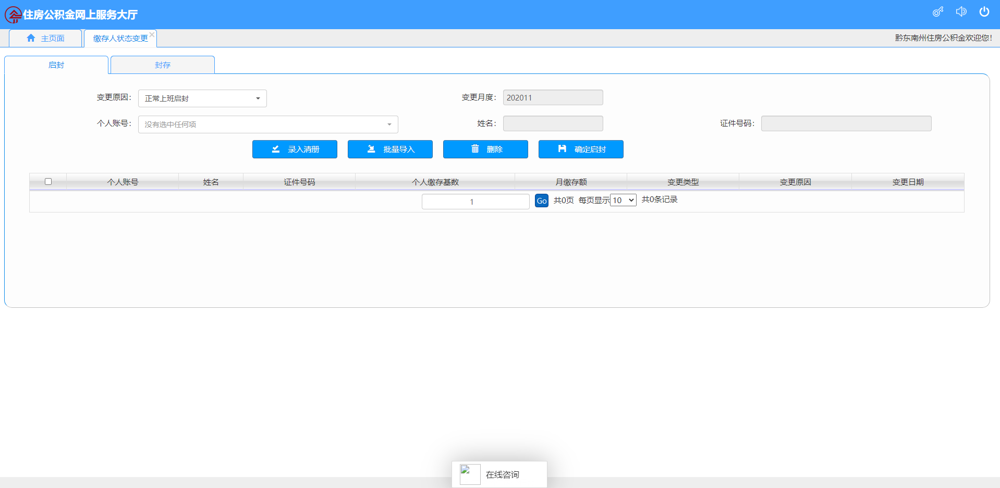 住房公积金网上服务大厅
主页面 缴存人状态变更 黔东南州住房公积金欢迎您!
启封 封存
变更原因: 正常上班启封 变更月度: 202011
个人账号: 没有选中任何项 姓名: 证件号码:
录入清册 批量导入 删除 确定启封
个人账号 姓名 证件号码 个人缴存基数 月缴存额 变更类型 变更原因 变更日期
1 Go 共0页 每页显示 10 共0条记录
在线咨询